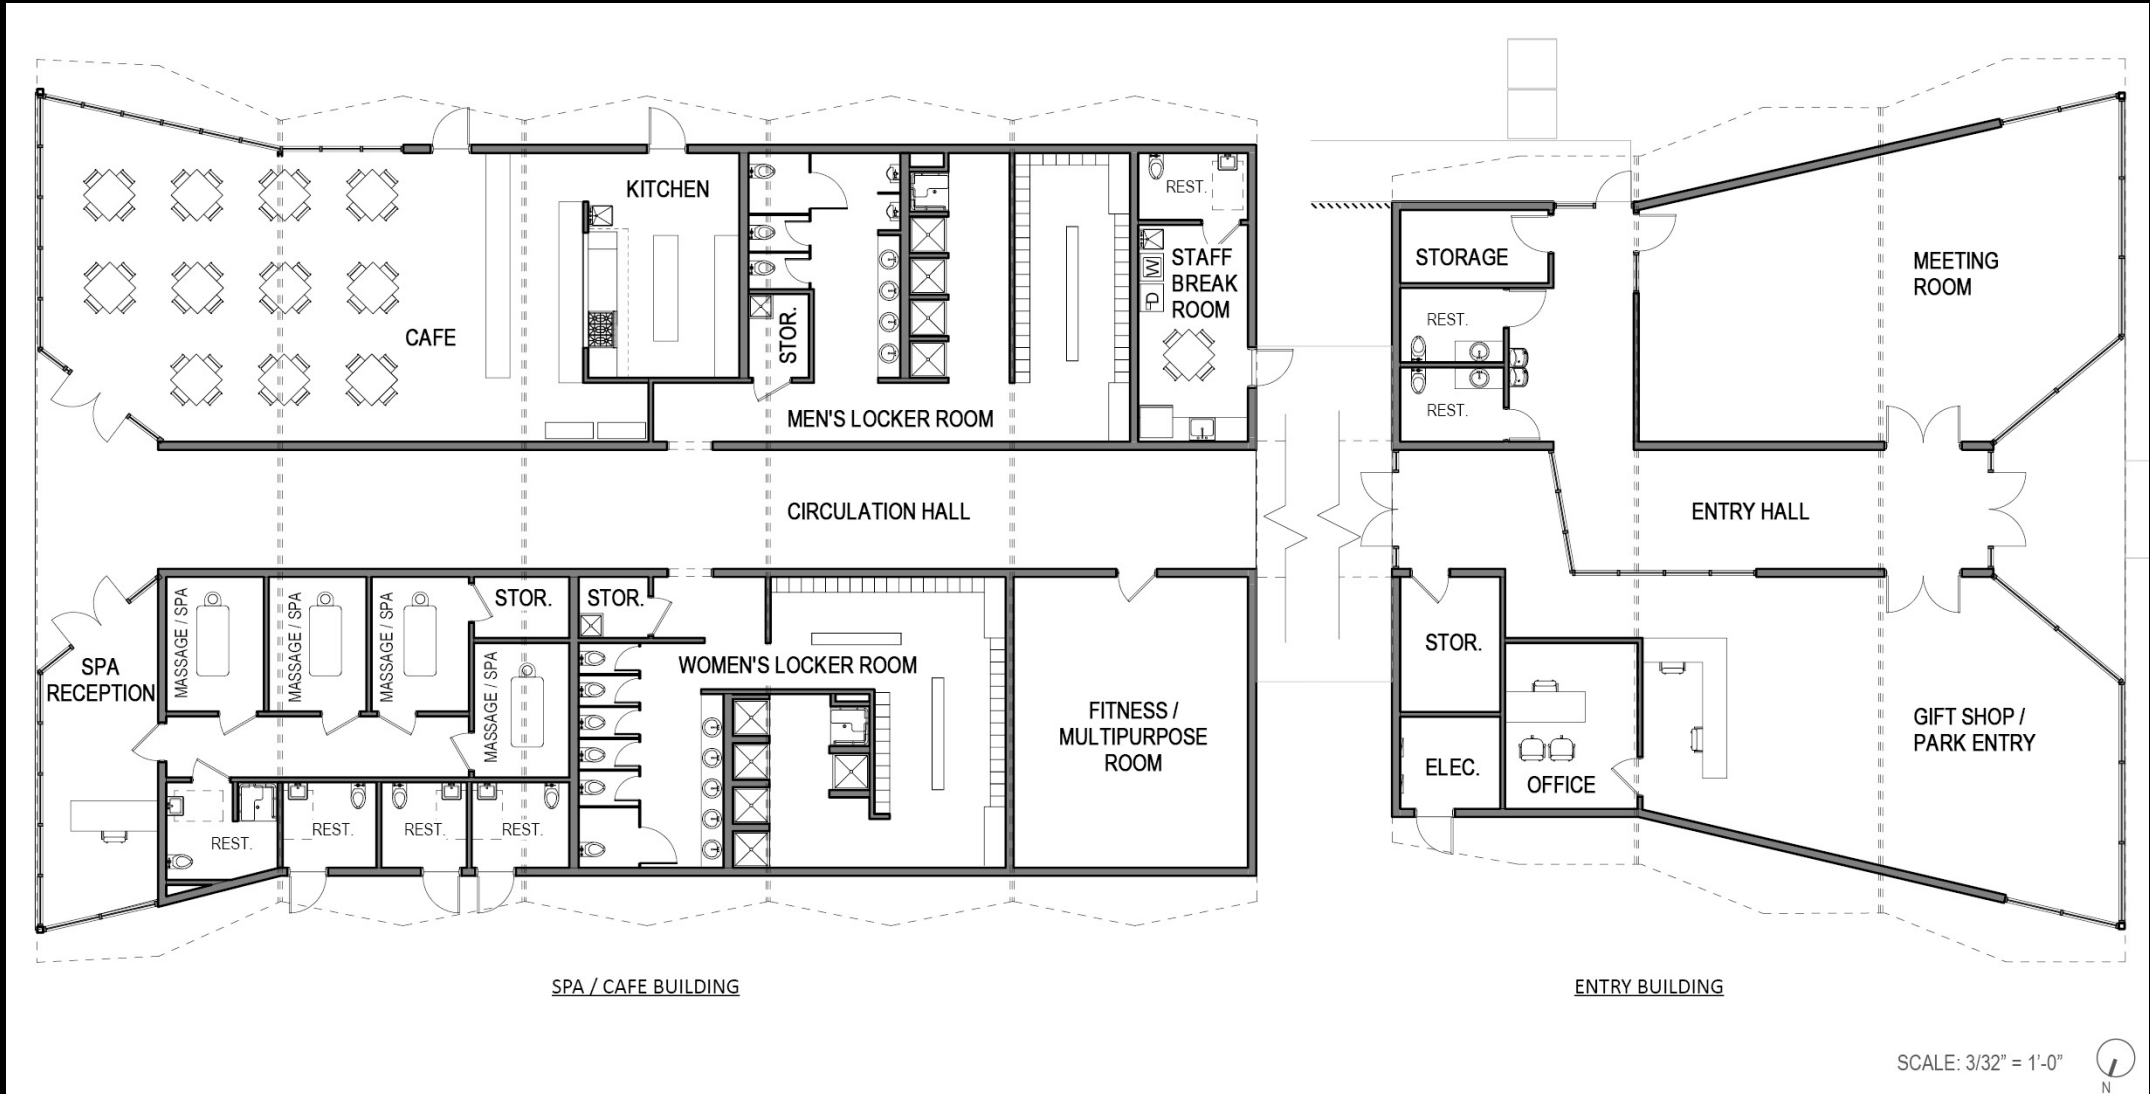 KITCHEN
REST.
STAFF
BREAK
ROOM
W
D
STOR.
CAFE
MEN'S LOCKER ROOM
STORAGE
REST.
REST.
MEETING
ROOM
CIRCULATION HALL
ENTRY HALL
MASSAGE / SPA
MASSAGE / SPA
MASSAGE / SPA
STOR.
STOR.
SPA
RECEPTION
MASSAGE / SPA
WOMEN'S LOCKER ROOM
FITNESS /
MULTIPURPOSE
ROOM
STOR.
ELEC.
OFFICE
GIFT SHOP /
PARK ENTRY
REST.
REST.
REST.
REST.
SPA / CAFE BUILDING
ENTRY BUILDING
SCALE: 3/32" = 1'-0"
N